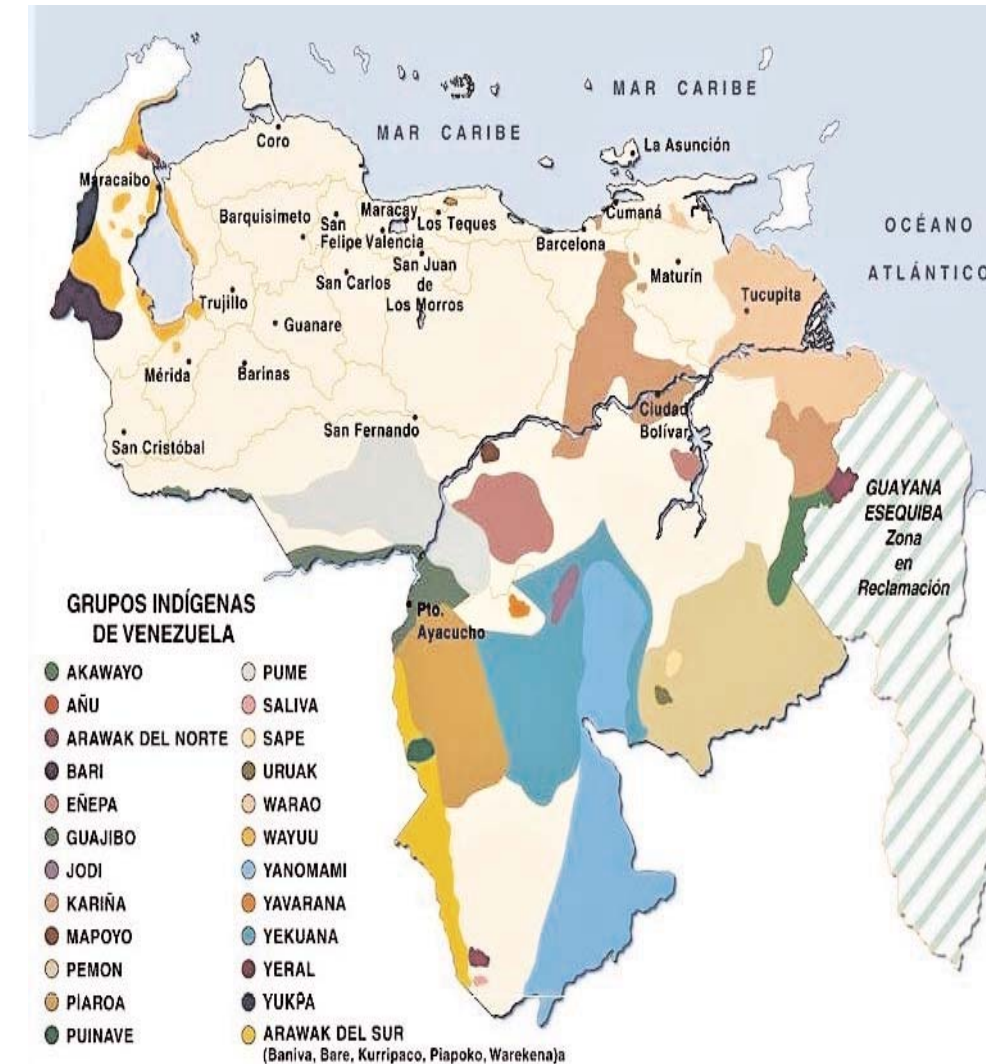 MAR CARIBE
MAR CARIBE
Coro
La Asunción
Maracaibo
Barquisimeto
San
Felipe
Maracay
Valencia
Los Teques
Cumaná
Barcelona
OCÉANO
ATLÁNTICO
San Carlos
San Juan
de
Los Morros
Maturín
Tucupita
Trujillo
Guanare
Mérida
Barinas
Ciudad
Bolívar
San Cristóbal
San Fernando
GUAYANA
ESEQUIBA
Zona
en
Reclamación
Pto.
Ayacucho
GRUPOS INDÍGENAS
DE VENEZUELA
AKAWAYO
AÑU
ARAWAK DEL NORTE
BARI
EÑEPA
GUAJIBO
JODI
KARIÑA
MAPOYO
PEMON
PIAROA
PUINAVE
PUME
SALIVA
SAPE
URUAK
WARAO
WAYUU
YANOMAMI
YAVARANA
YEKUANA
YERAL
YUKPA
ARAWAK DEL SUR
(Baniva, Bare, Kurripaco, Piapoko, Warekena)a